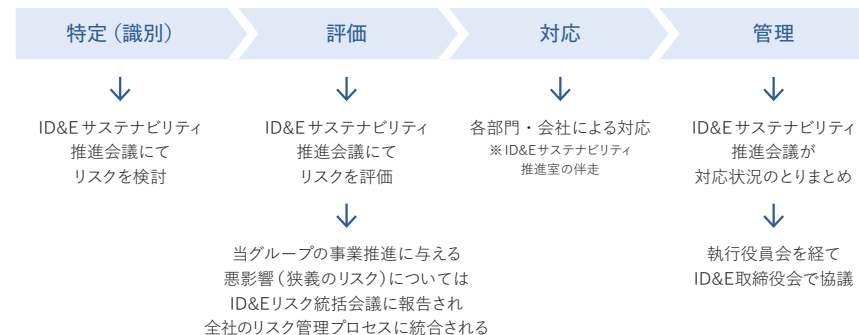 特定（識別）
評価
対応
管理
ID&Eサステナビリティ
推進会議にて
リスクを検討
ID&Eサステナビリティ
推進会議にて
リスクを評価
当グループの事業推進に与える
悪影響（狭義のリスク）については
ID&Eリスク統括会議に報告され
全社のリスク管理プロセスに統合される
各部門・会社による対応
※ID&Eサステナビリティ
推進室の伴走
ID&Eサステナビリティ
推進会議が
対応状況のとりまとめ
執行役員会を経て
ID&E取締役会で協議